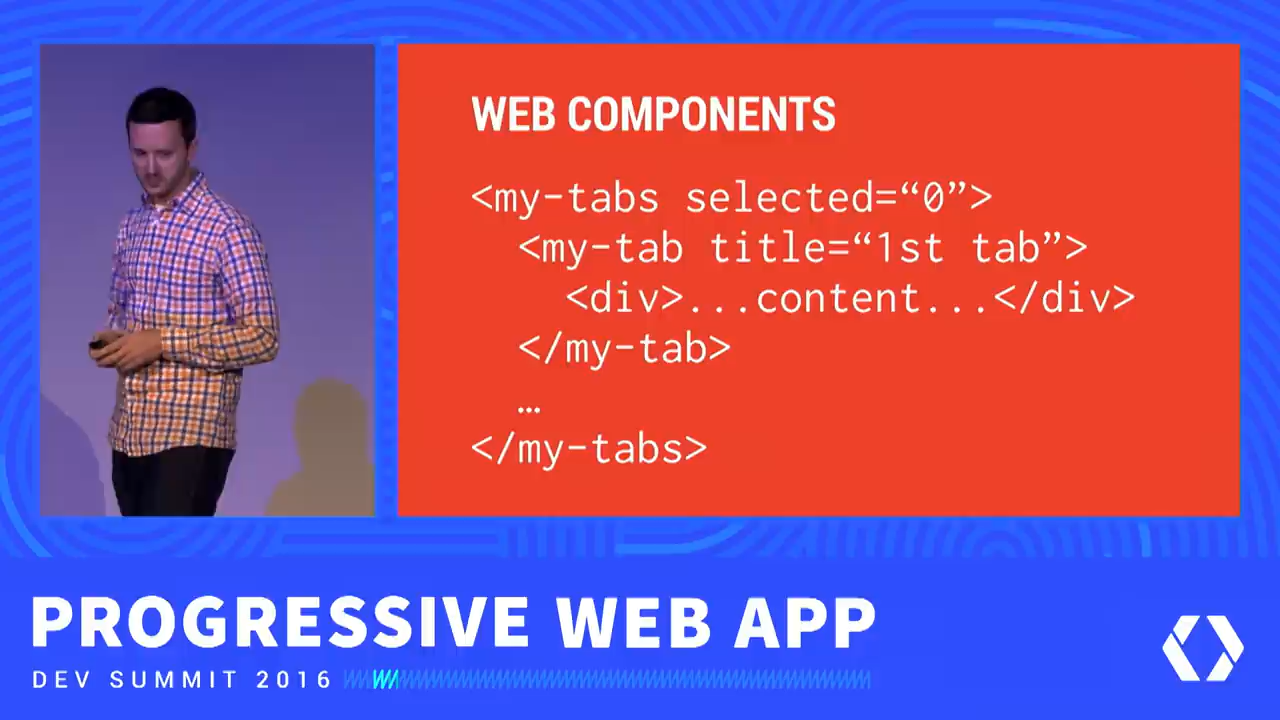 WEB COMPONENTS
<my-tabs selected=“0”>
<my-tab title=“1st tab”>
<div>...content...</div>
</my-tab>
…
</my-tabs>
PROGRESSIVE WEB APP
DEV SUMMIT 2016